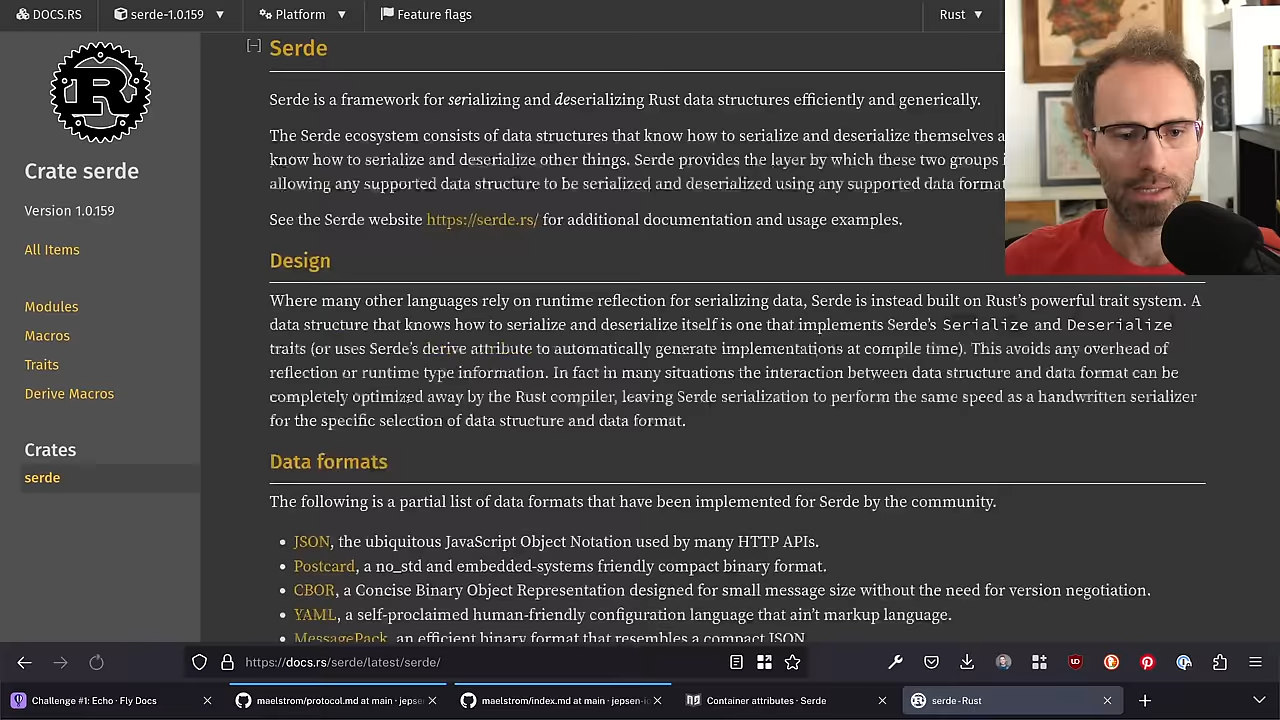 DOCS.RS serde-1.0.159 Platform Feature flags Rust
Crate serde
Version 1.0.159
All Items
Modules
Macros
Traits
Derive Macros
Crates
serde
[-] Serde
Serde is a framework for serializing and deserializing Rust data structures efficiently and generically.
The Serde ecosystem consists of data structures that know how to serialize and deserialize themselves a
know how to serialize and deserialize other things. Serde provides the layer by which these two groups i
allowing any supported data structure to be serialized and deserialized using any supported data format
See the Serde website https://serde.rs/ for additional documentation and usage examples.
Design
Where many other languages rely on runtime reflection for serializing data, Serde is instead built on Rust’s powerful trait system. A
data structure that knows how to serialize and deserialize itself is one that implements Serde’s Serialize and Deserialize
traits (or uses Serde’s derive attribute to automatically generate implementations at compile time). This avoids any overhead of
reflection or runtime type information. In fact in many situations the interaction between data structure and data format can be
completely optimized away by the Rust compiler, leaving Serde serialization to perform the same speed as a handwritten serializer
for the specific selection of data structure and data format.
Data formats
The following is a partial list of data formats that have been implemented for Serde by the community.
• JSON, the ubiquitous JavaScript Object Notation used by many HTTP APIs.
• Postcard, a no_std and embedded-systems friendly compact binary format.
• CBOR, a Concise Binary Object Representation designed for small message size without the need for version negotiation.
• YAML, a self-proclaimed human-friendly configuration language that ain’t markup language.
• MessagePack, an efficient binary format that resembles a compact JSON.
https://docs.rs/serde/latest/serde/
Challenge #1: Echo · Fly Docs
maelstrom/protocol.md at main · jepse
maelstrom/index.md at main · jepsen-io
Container attributes · Serde
serde - Rust